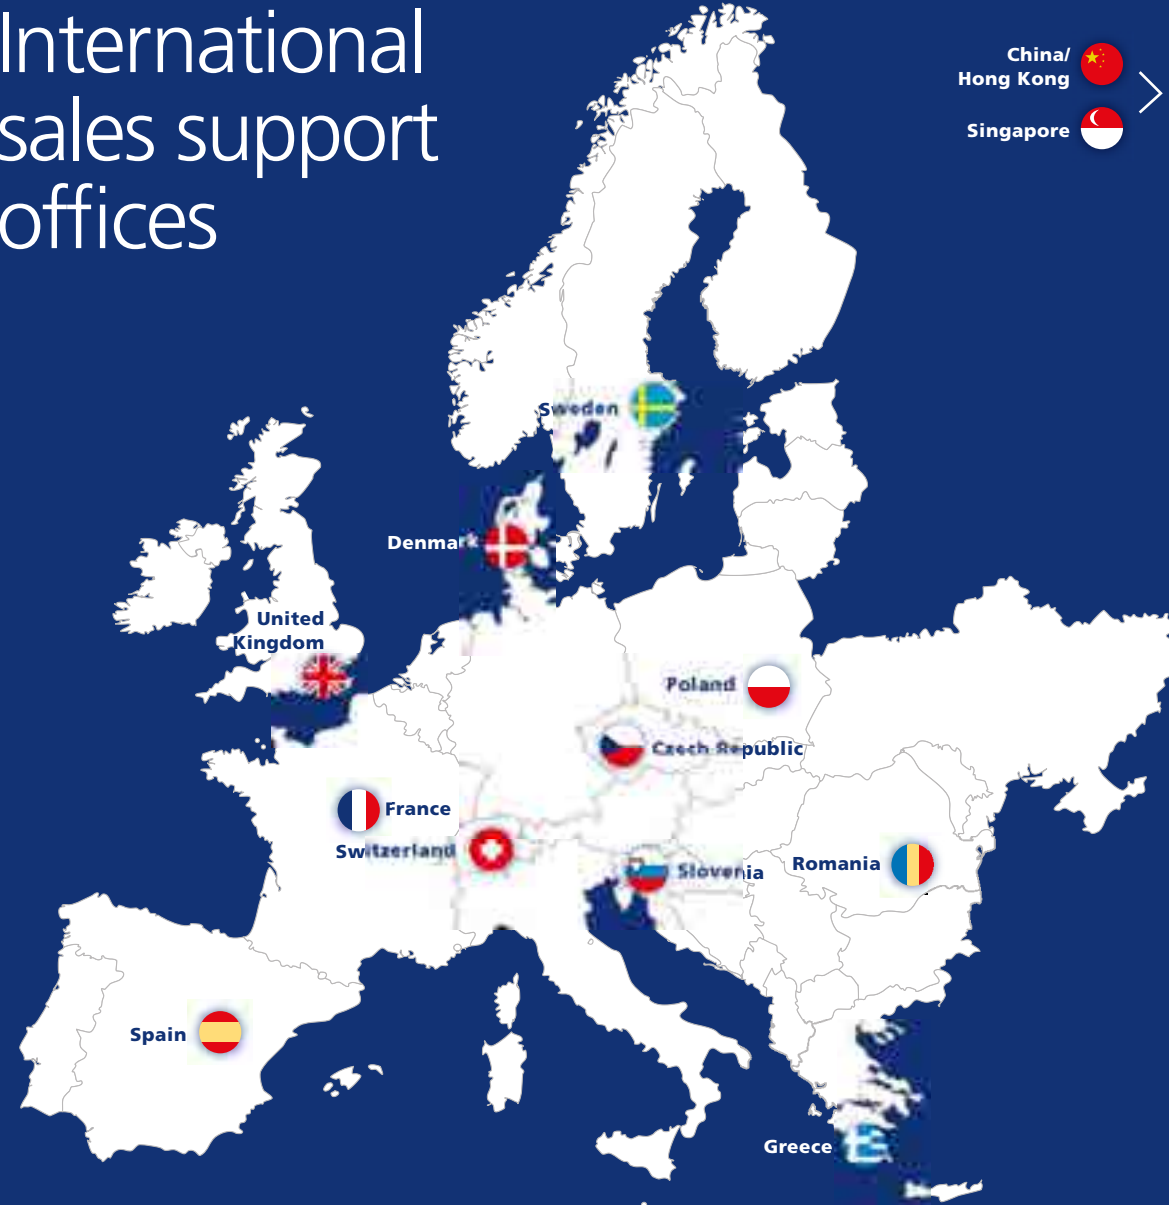 International
sales support
offices
China/
Hong Kong
Singapore
Sweden
Denmark
United
Kingdom
Poland
Czech Republic
France
Switzerland
Slovenia
Romania
Spain
Greece